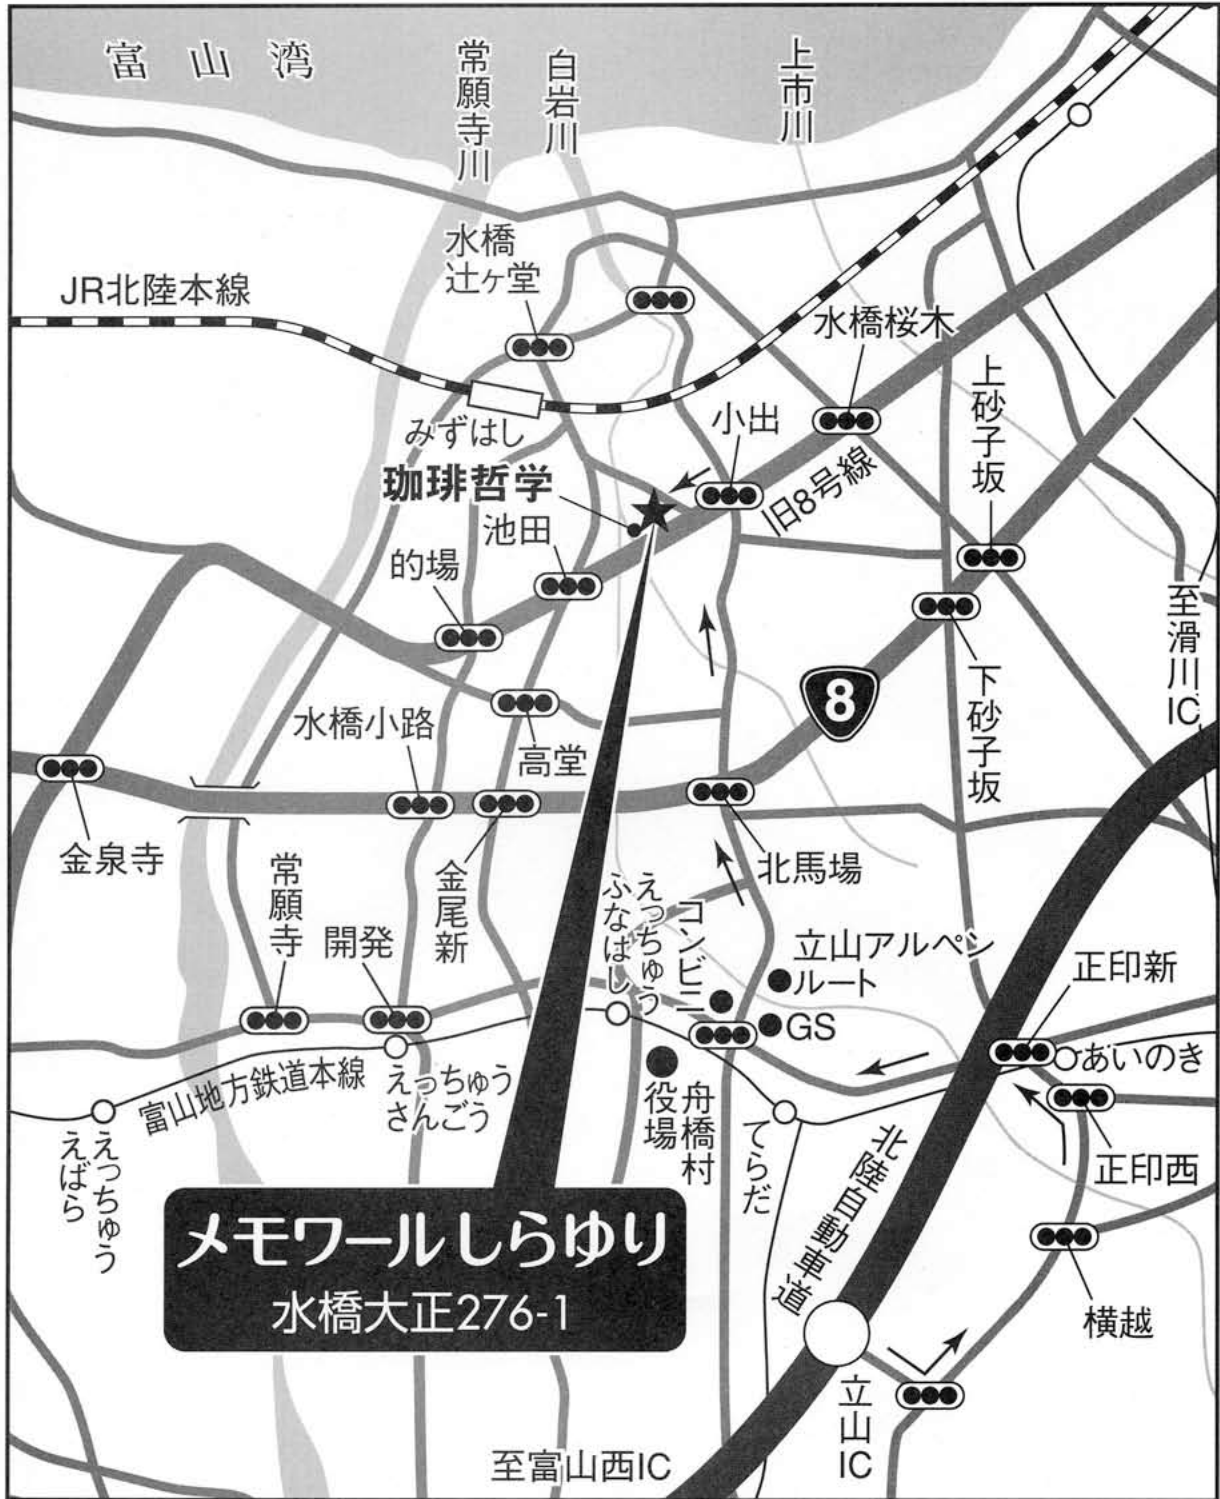 富山湾
常願寺川
白岩川
上市川
水橋
辻ヶ堂
JR北陸本線
水橋桜木
上砂子坂
小出
みずはし
珈琲哲学
旧8号線
池田
的場
至滑川IC
下砂子坂
8
水橋小路
高堂
金泉寺
北馬場
常願寺
開発
金尾新
えっちゅう
ふなはし
コンビニ
立山アルペン
ルート
正印新
GS
あいのき
富山地方鉄道本線
えっちゅう
さんごう
舟橋村
役場
てらだ
正印西
えっちゅう
えばら
北陸自動車道
メモワールしらゆり
水橋大正276-1
横越
立山IC
至富山西IC